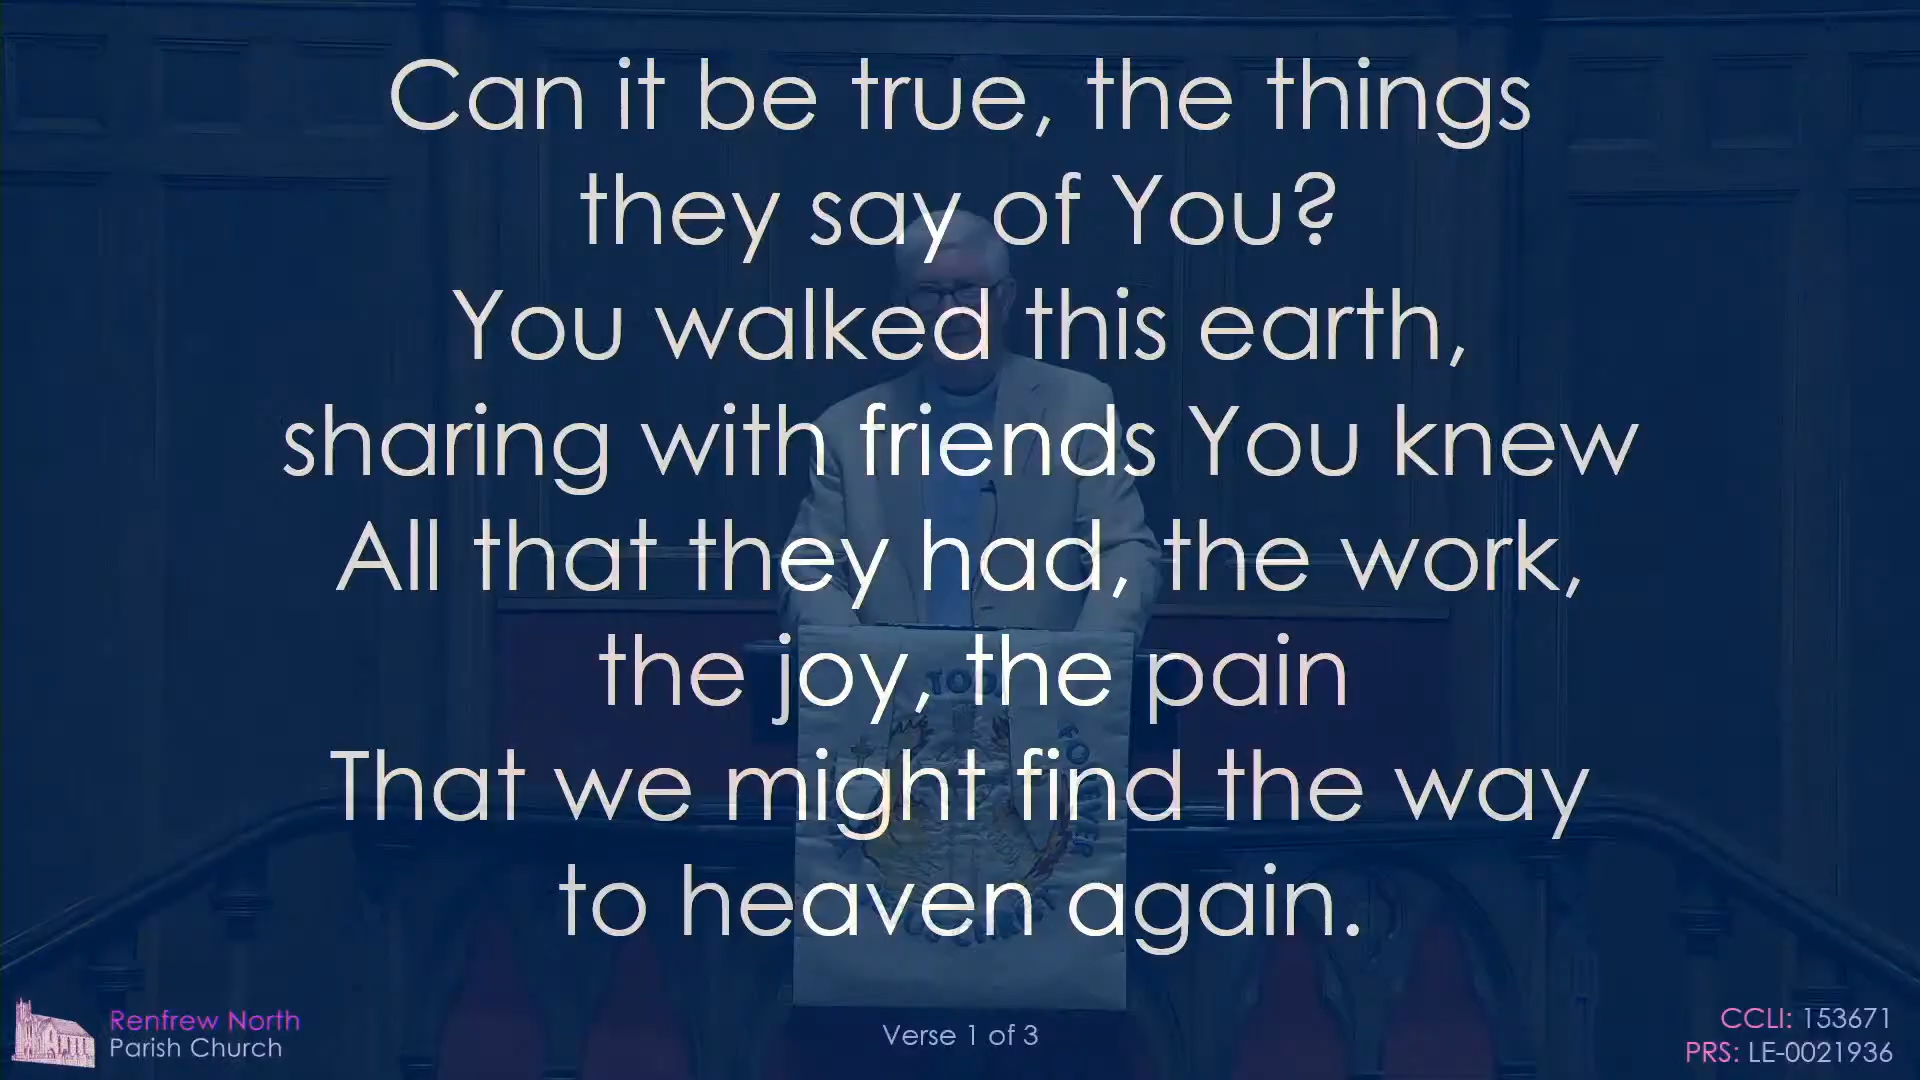 Can it be true, the things
they say of You?
You walked this earth,
sharing with friends You knew
All that they had, the work,
the joy, the pain
That we might find the way
to heaven again.
TODA
FOREVER
Renfrew North
Parish Church
Verse 1 of 3
CCLI: 153671
PRS: LE-0021936